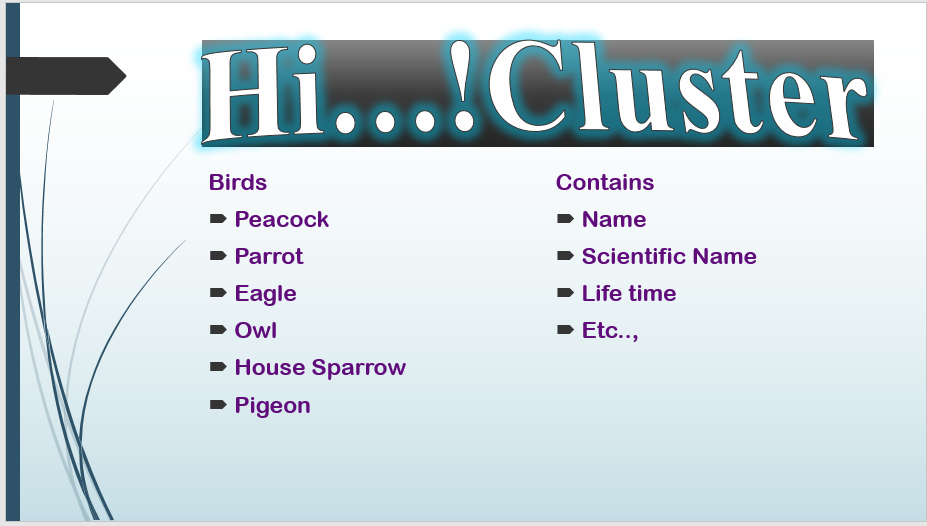 Hi...!Cluster
Birds
Peacock
Parrot
Eagle
Owl
House Sparrow
Pigeon
Contains
Name
Scientific Name
Life time
Etc..,